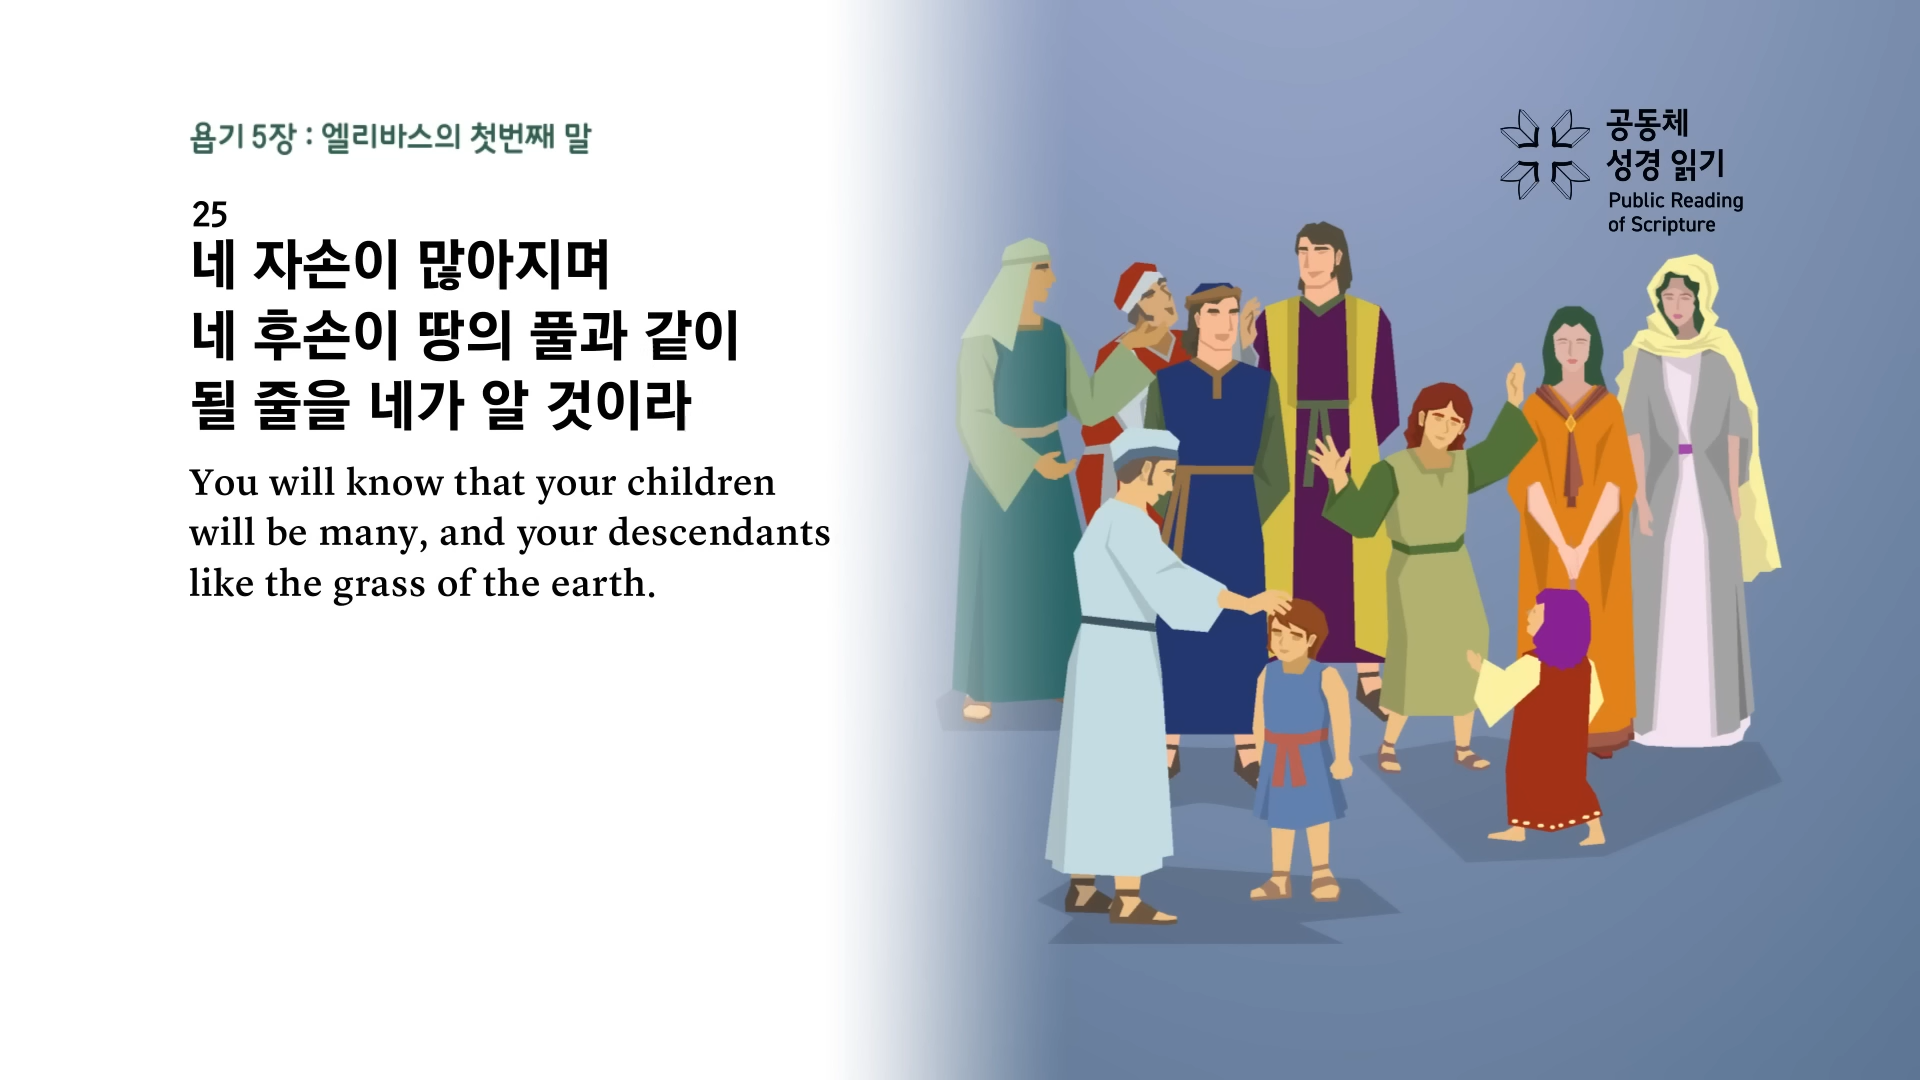 욥기 5장 : 엘리바스의 첫번째 말
25
네 자손이 많아지며
네 후손이 땅의 풀과 같이
될 줄을 네가 알 것이라
You will know that your children
will be many, and your descendants
like the grass of the earth.
공동체
성경 읽기
Public Reading
of Scripture